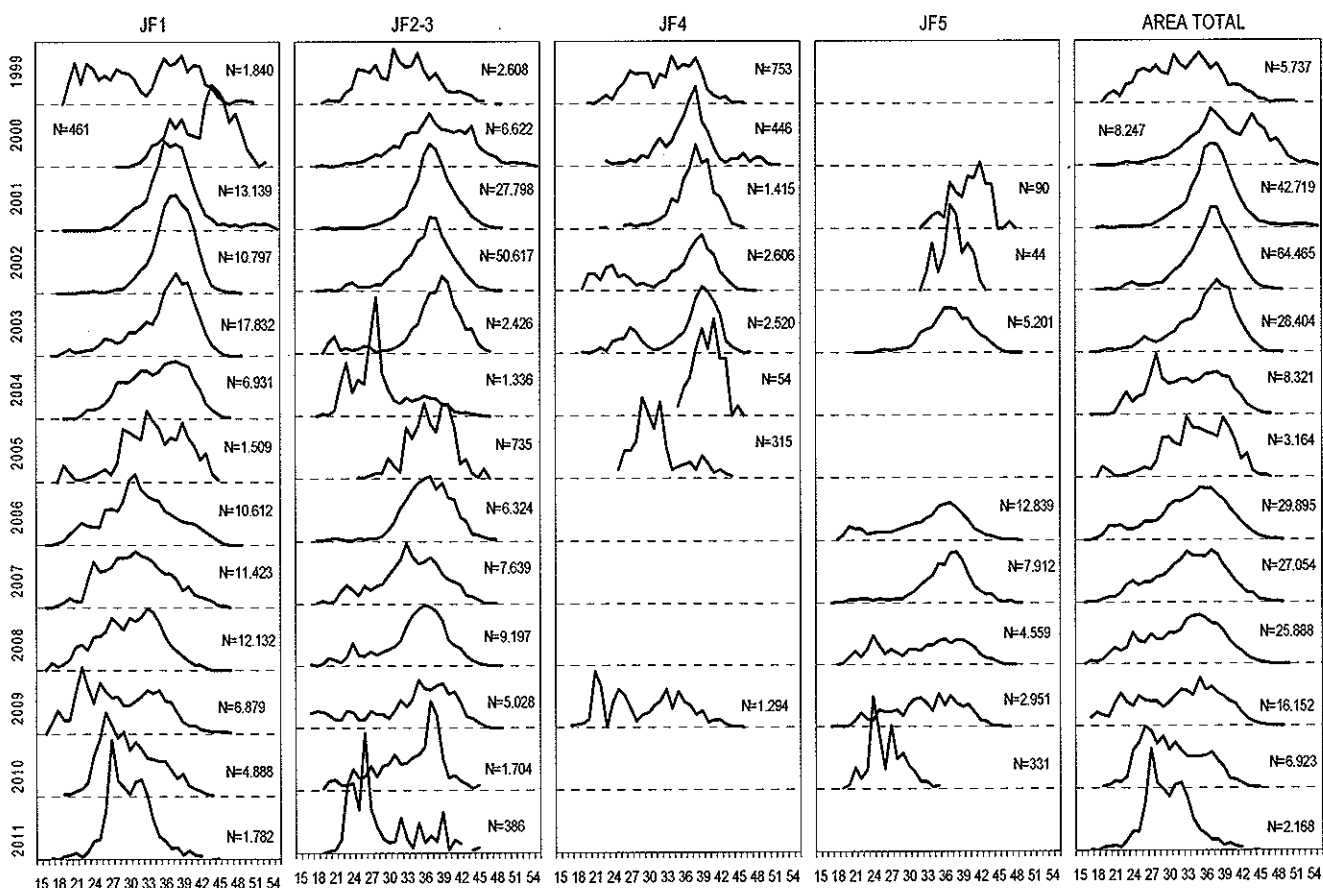 JF1 JF2-3 JF4 JF5 AREA TOTAL
1999 N=1.840 N=2.608 N=753 N=5.737
2000 N=461 N=6.622 N=446 N=8.247
2001 N=13.139 N=27.798 N=1.415 N=90 N=42.719
2002 N=10.797 N=50.617 N=2.606 N=44 N=64.465
2003 N=17.832 N=2.426 N=2.520 N=5.201 N=28.404
2004 N=6.931 N=1.336 N=54 N=8.321
2005 N=1.509 N=735 N=315 N=3.164
2006 N=10.612 N=6.324 N=12.839 N=29.895
2007 N=11.423 N=7.639 N=7.912 N=27.054
2008 N=12.132 N=9.197 N=4.559 N=25.888
2009 N=6.879 N=5.028 N=1.294 N=2.951 N=16.152
2010 N=4.888 N=1.704 N=331 N=6.923
2011 N=1.782 N=386 N=2.168
15 18 21 24 27 30 33 36 39 42 45 48 51 54 15 18 21 24 27 30 33 36 39 42 45 48 51 54 15 18 21 24 27 30 33 36 39 42 45 48 51 54 15 18 21 24 27 30 33 36 39 42 45 48 51 54 15 18 21 24 27 30 33 36 39 42 45 48 51 54